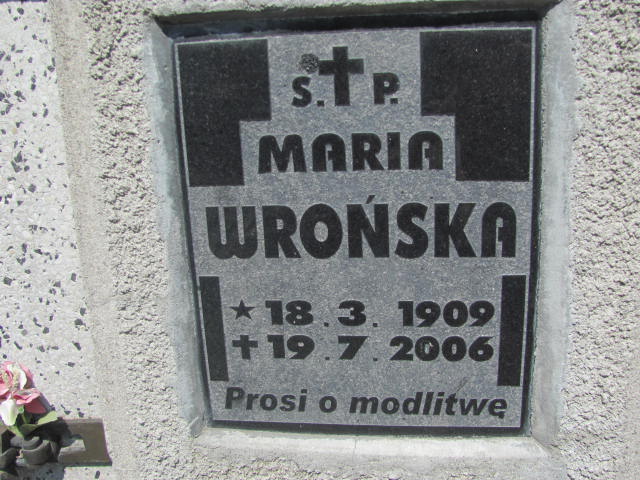 Ś. ✝ P.
MARIA
WROŃSKA
★ 18.3.1909
✝ 19.7.2006
Prosi o modlitwę